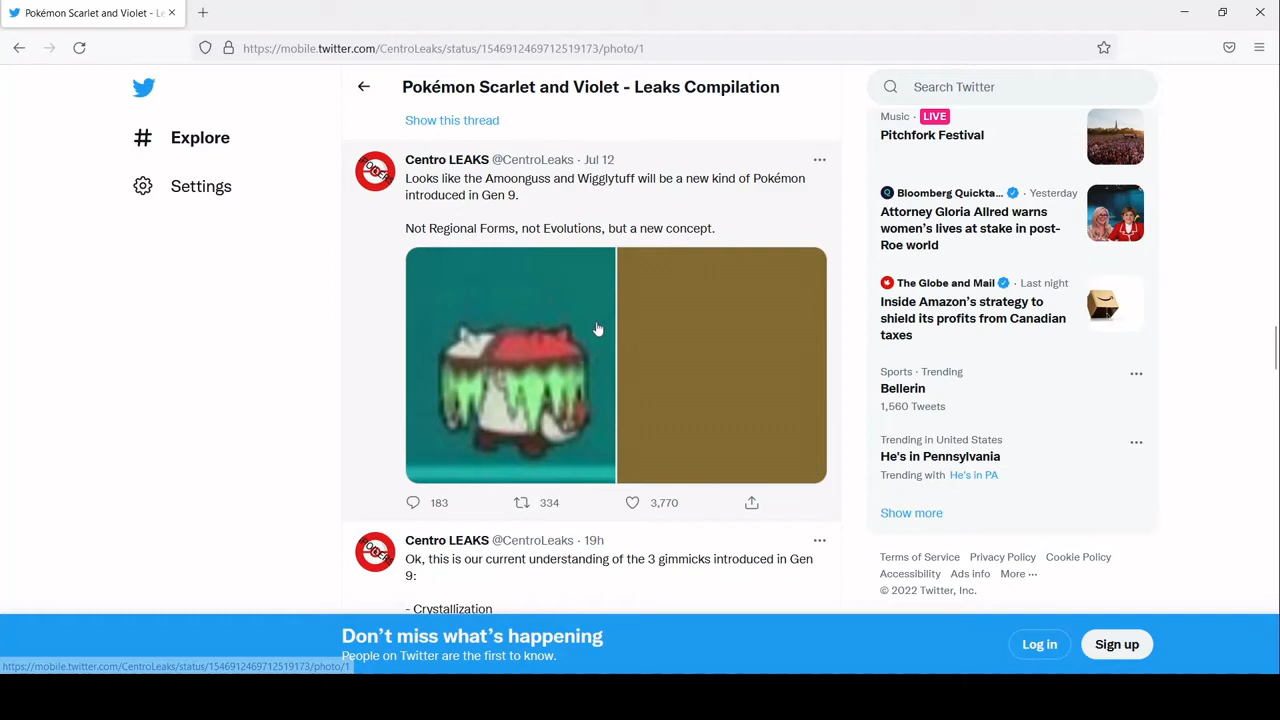 Pokémon Scarlet and Violet - Le
https://mobile.twitter.com/CentroLeaks/status/1546912469712519173/photo/1
Explore
Settings
Pokémon Scarlet and Violet - Leaks Compilation
Show this thread
Centro LEAKS @CentroLeaks · Jul 12
Looks like the Amoonguss and Wigglytuff will be a new kind of Pokémon
introduced in Gen 9.
Not Regional Forms, not Evolutions, but a new concept.
183
334
3,770
Centro LEAKS @CentroLeaks · 19h
Ok, this is our current understanding of the 3 gimmicks introduced in Gen
9:
- Crystallization
Search Twitter
Music · LIVE
Pitchfork Festival
Bloomberg Quickta... · Yesterday
Attorney Gloria Allred warns
women's lives at stake in post-
Roe world
The Globe and Mail · Last night
Inside Amazon's strategy to
shield its profits from Canadian
taxes
Sports · Trending
Bellerin
1,560 Tweets
Trending in United States
He's in Pennsylvania
Trending with He's in PA
Show more
Terms of Service Privacy Policy Cookie Policy
Accessibility Ads info More ···
© 2022 Twitter, Inc.
Don't miss what's happening
People on Twitter are the first to know.
Log in
Sign up
https://mobile.twitter.com/CentroLeaks/status/1546912469712519173/photo/1